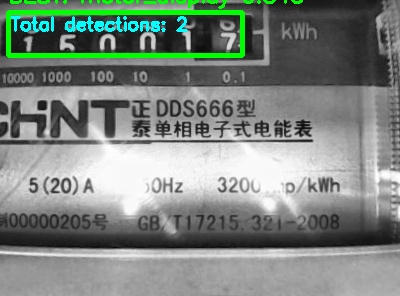 Total detections: 2
1 5 0 0 1 7 kWh
10000 1000 100 10 1 0.1
CHNT 正 DDS666型
泰单相电子式电能表
5(20)A 50Hz 3200imp/kWh
00000205号 GB/T17215.321-2008